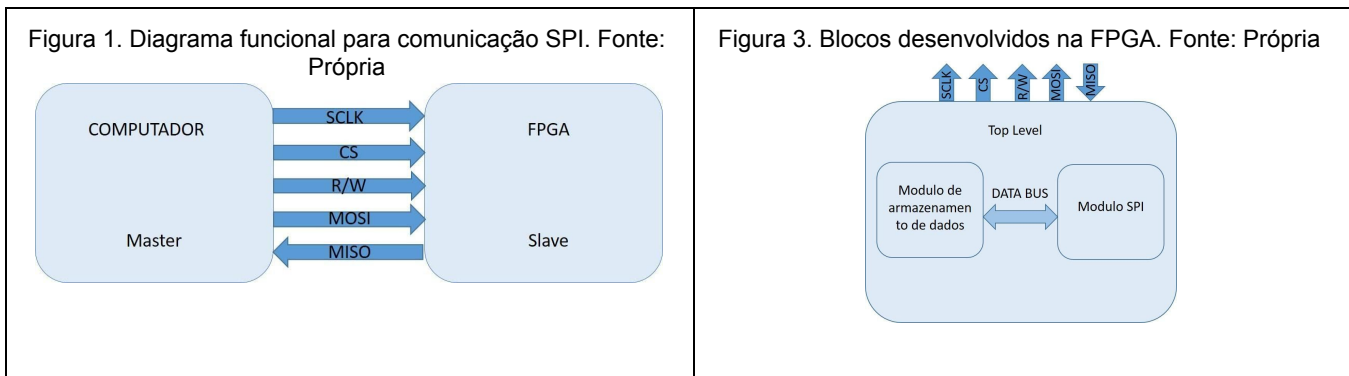 Figura 1. Diagrama funcional para comunicação SPI. Fonte:
Própria
COMPUTADOR
Master
SCLK
CS
R/W
MOSI
MISO
FPGA
Slave
Figura 3. Blocos desenvolvidos na FPGA. Fonte: Própria
SCLK
CS
R/W
MOSI
MISO
Top Level
Modulo de
armazenamen
to de dados
DATA BUS
Modulo SPI